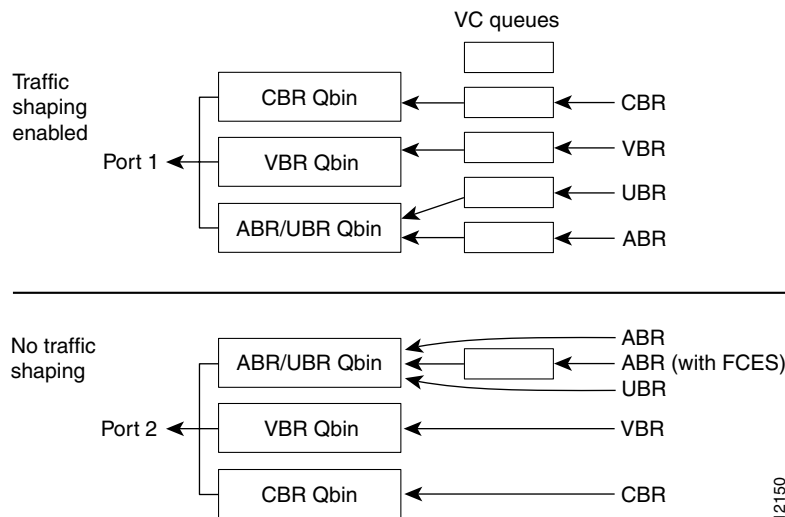 VC queues
Traffic
shaping
enabled
CBR Qbin
CBR
Port 1
VBR Qbin
VBR
UBR
ABR/UBR Qbin
ABR
No traffic
shaping
ABR/UBR Qbin
ABR
ABR (with FCES)
UBR
Port 2
VBR Qbin
VBR
CBR Qbin
CBR
12150